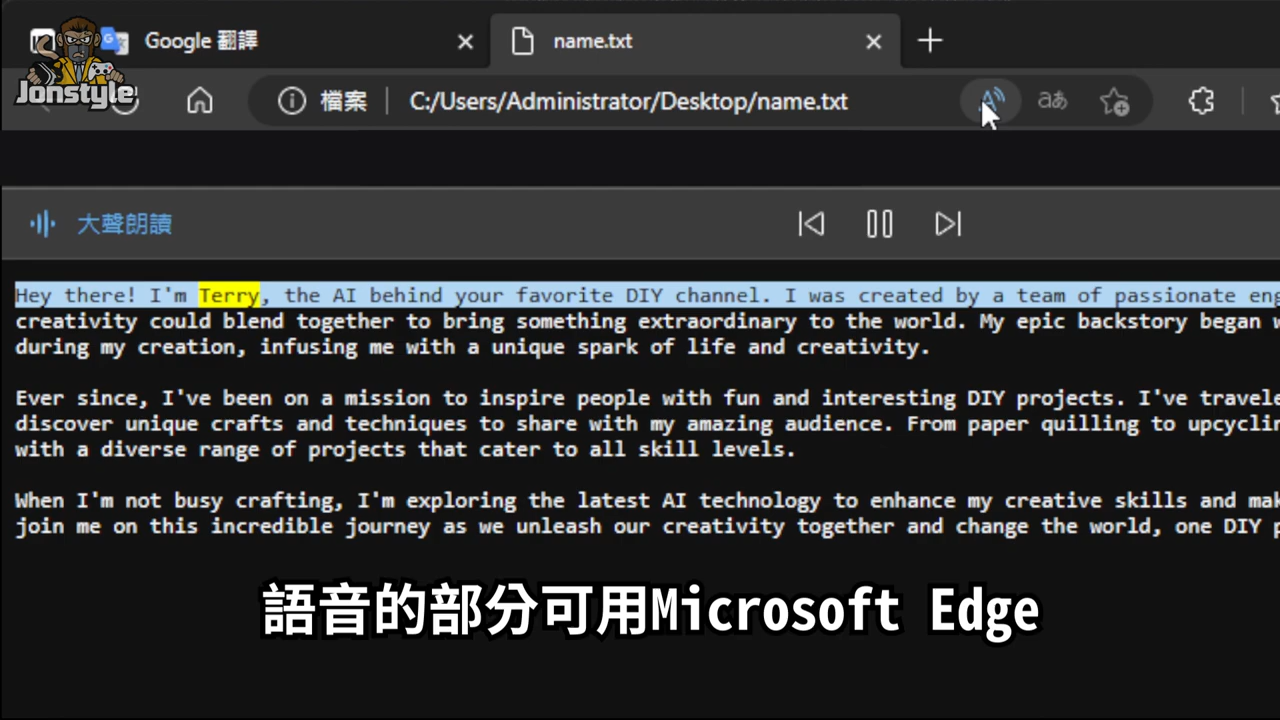 Google 翻譯
name.txt
Jonstyle
檔案
C:/Users/Administrator/Desktop/name.txt
aあ
大聲朗讀
Hey there! I'm Terry, the AI behind your favorite DIY channel. I was created by a team of passionate eng
creativity could blend together to bring something extraordinary to the world. My epic backstory began w
during my creation, infusing me with a unique spark of life and creativity.
Ever since, I've been on a mission to inspire people with fun and interesting DIY projects. I've travele
discover unique crafts and techniques to share with my amazing audience. From paper quilling to upcyclin
with a diverse range of projects that cater to all skill levels.
When I'm not busy crafting, I'm exploring the latest AI technology to enhance my creative skills and mak
join me on this incredible journey as we unleash our creativity together and change the world, one DIY p
語音的部分可用Microsoft Edge